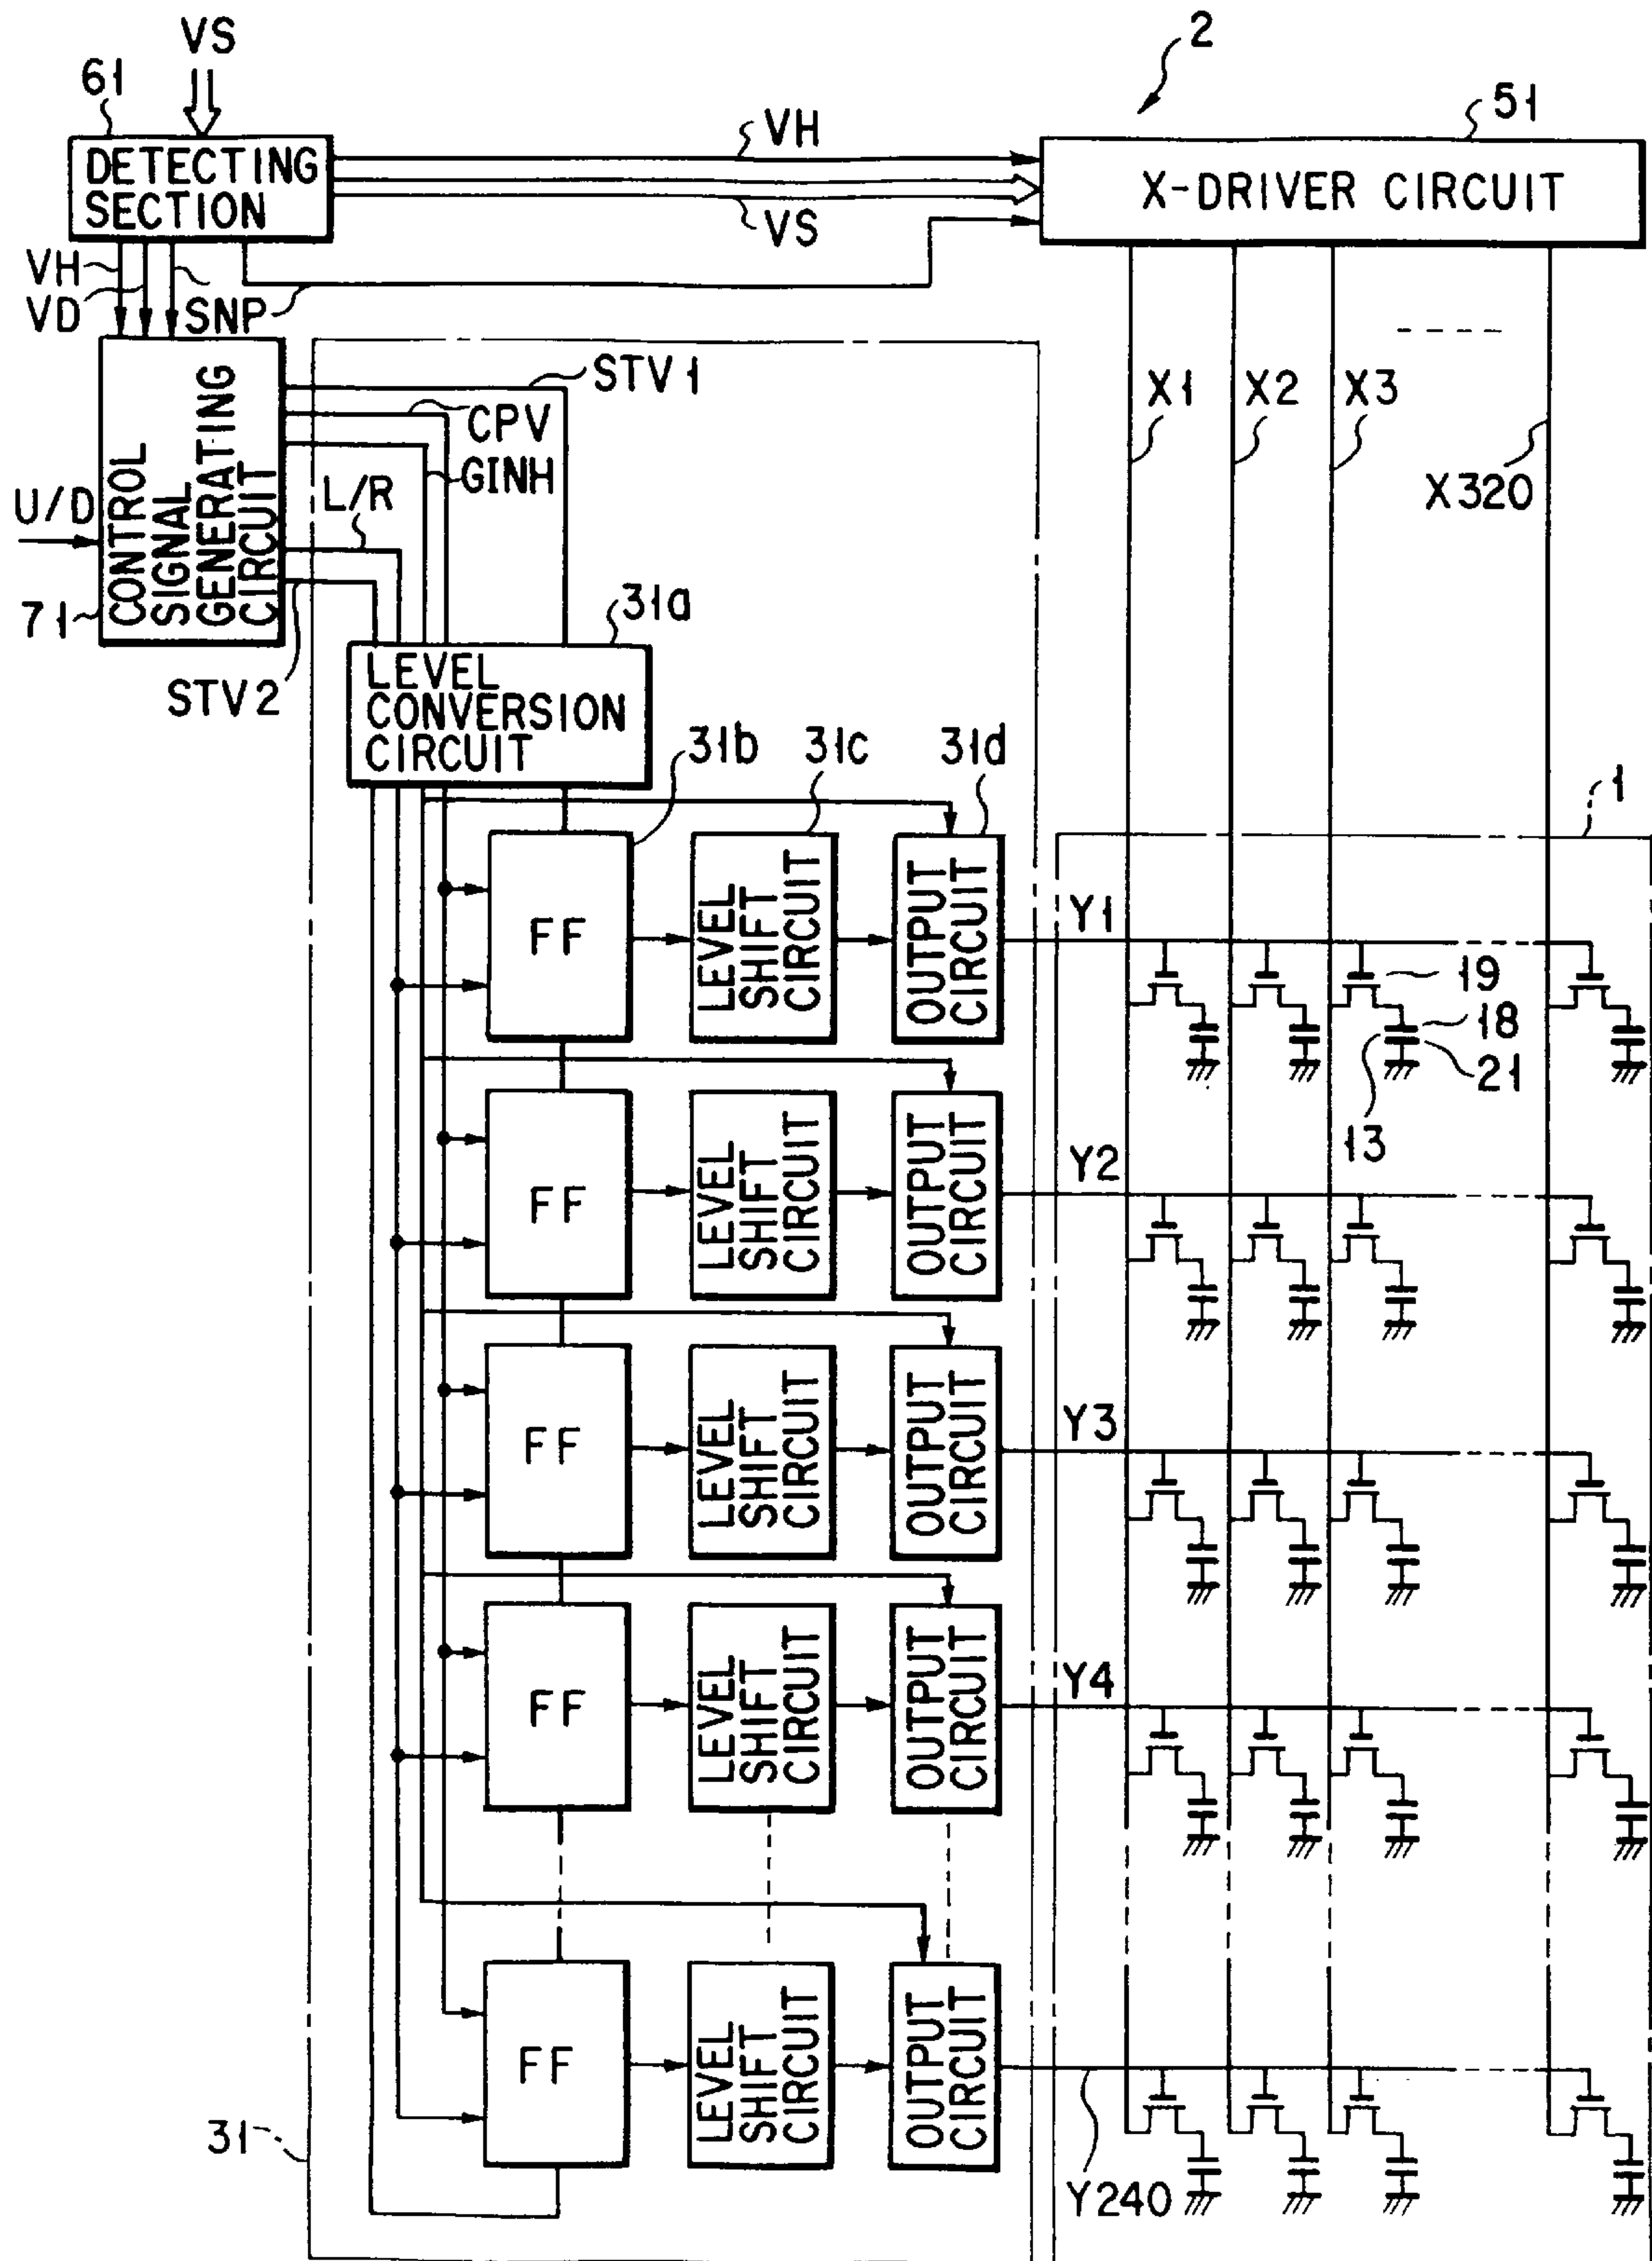 VS
2
61
51
VH
DETECTING
SECTION
X-DRIVER CIRCUIT
VS
VH
VD
SNP
STV1
CPV
GINH
L/R
U/D
CONTROL
SIGNAL
GENERATING
CIRCUIT
71
STV2
X1
X2
X3
X320
31a
LEVEL
CONVERSION
CIRCUIT
31b
31c
31d
1
FF
LEVEL
SHIFT
CIRCUIT
OUTPUT
CIRCUIT
Y1
19
18
21
13
FF
LEVEL
SHIFT
CIRCUIT
OUTPUT
CIRCUIT
Y2
FF
LEVEL
SHIFT
CIRCUIT
OUTPUT
CIRCUIT
Y3
FF
LEVEL
SHIFT
CIRCUIT
OUTPUT
CIRCUIT
Y4
FF
LEVEL
SHIFT
CIRCUIT
OUTPUT
CIRCUIT
31
Y240